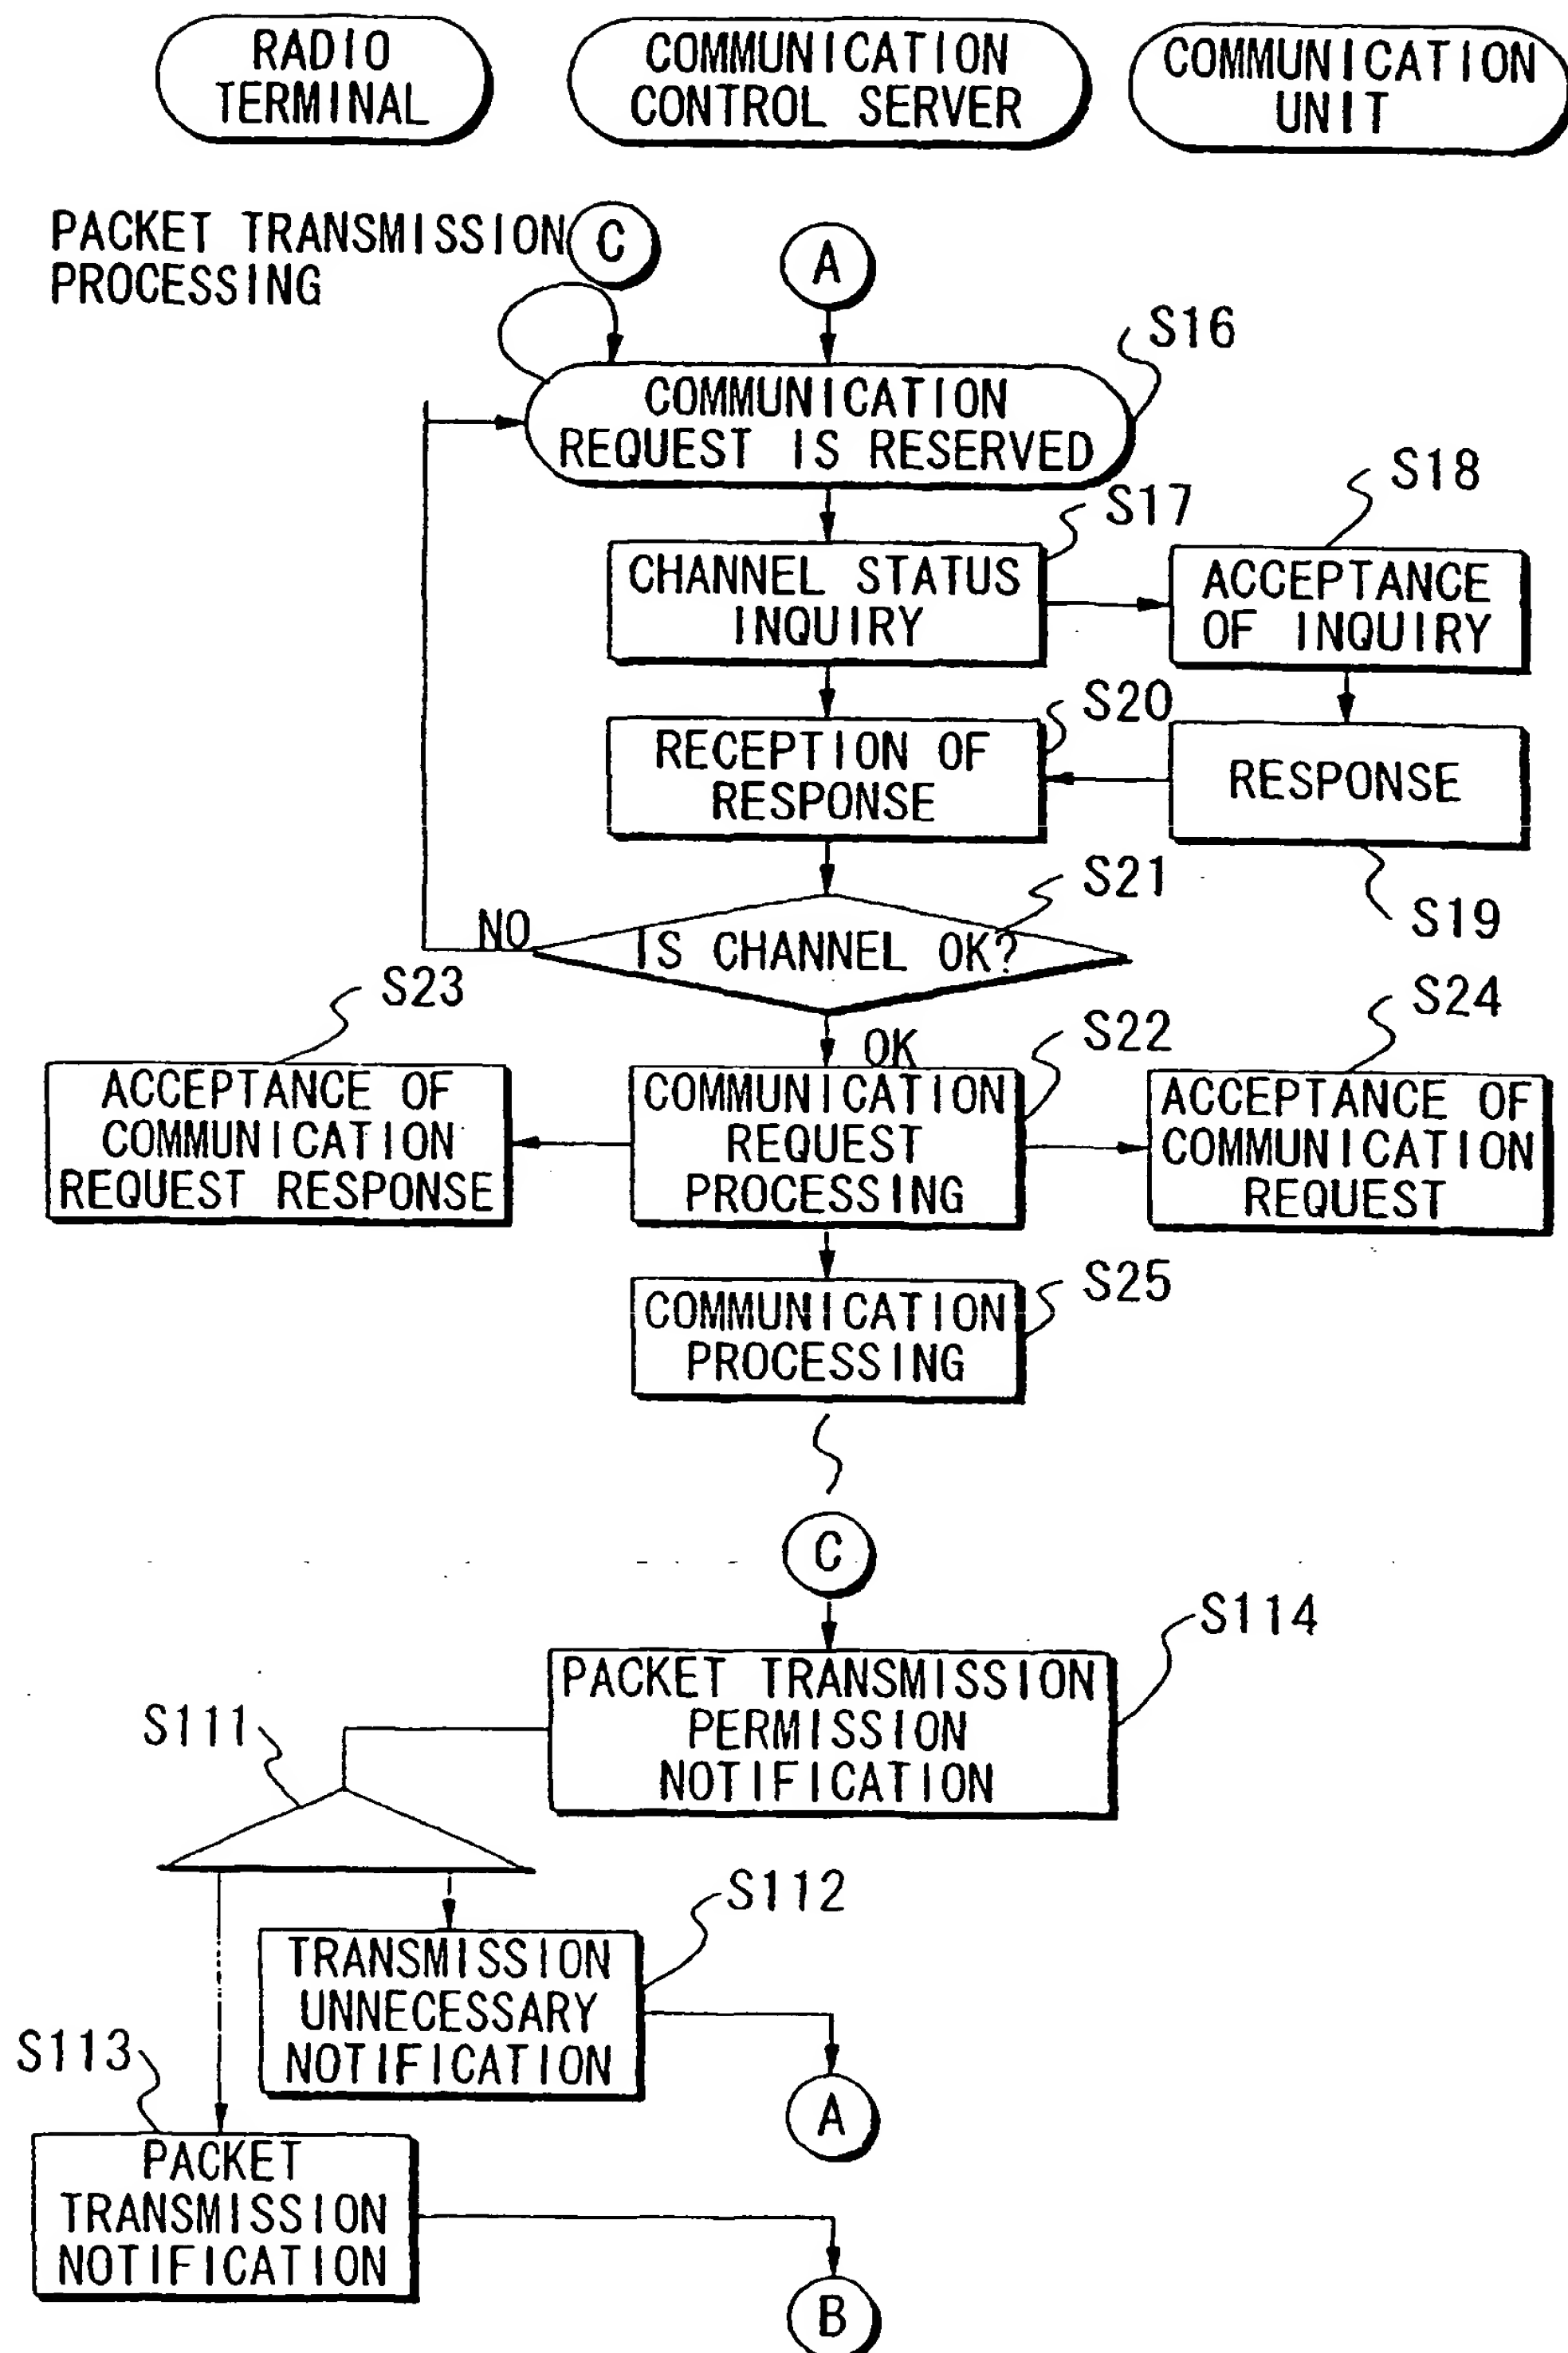 RADIO
TERMINAL
COMMUNICATION
CONTROL SERVER
COMMUNICATION
UNIT
PACKET TRANSMISSION
PROCESSING
C
A
S16
COMMUNICATION
REQUEST IS RESERVED
S17
S18
CHANNEL STATUS
INQUIRY
ACCEPTANCE
OF INQUIRY
S20
RECEPTION OF
RESPONSE
RESPONSE
S19
S21
IS CHANNEL OK?
NO
OK
S23
S22
S24
ACCEPTANCE OF
COMMUNICATION
REQUEST RESPONSE
COMMUNICATION
REQUEST
PROCESSING
ACCEPTANCE OF
COMMUNICATION
REQUEST
S25
COMMUNICATION
PROCESSING
C
S114
PACKET TRANSMISSION
PERMISSION
NOTIFICATION
S111
S112
TRANSMISSION
UNNECESSARY
NOTIFICATION
A
S113
PACKET
TRANSMISSION
NOTIFICATION
B